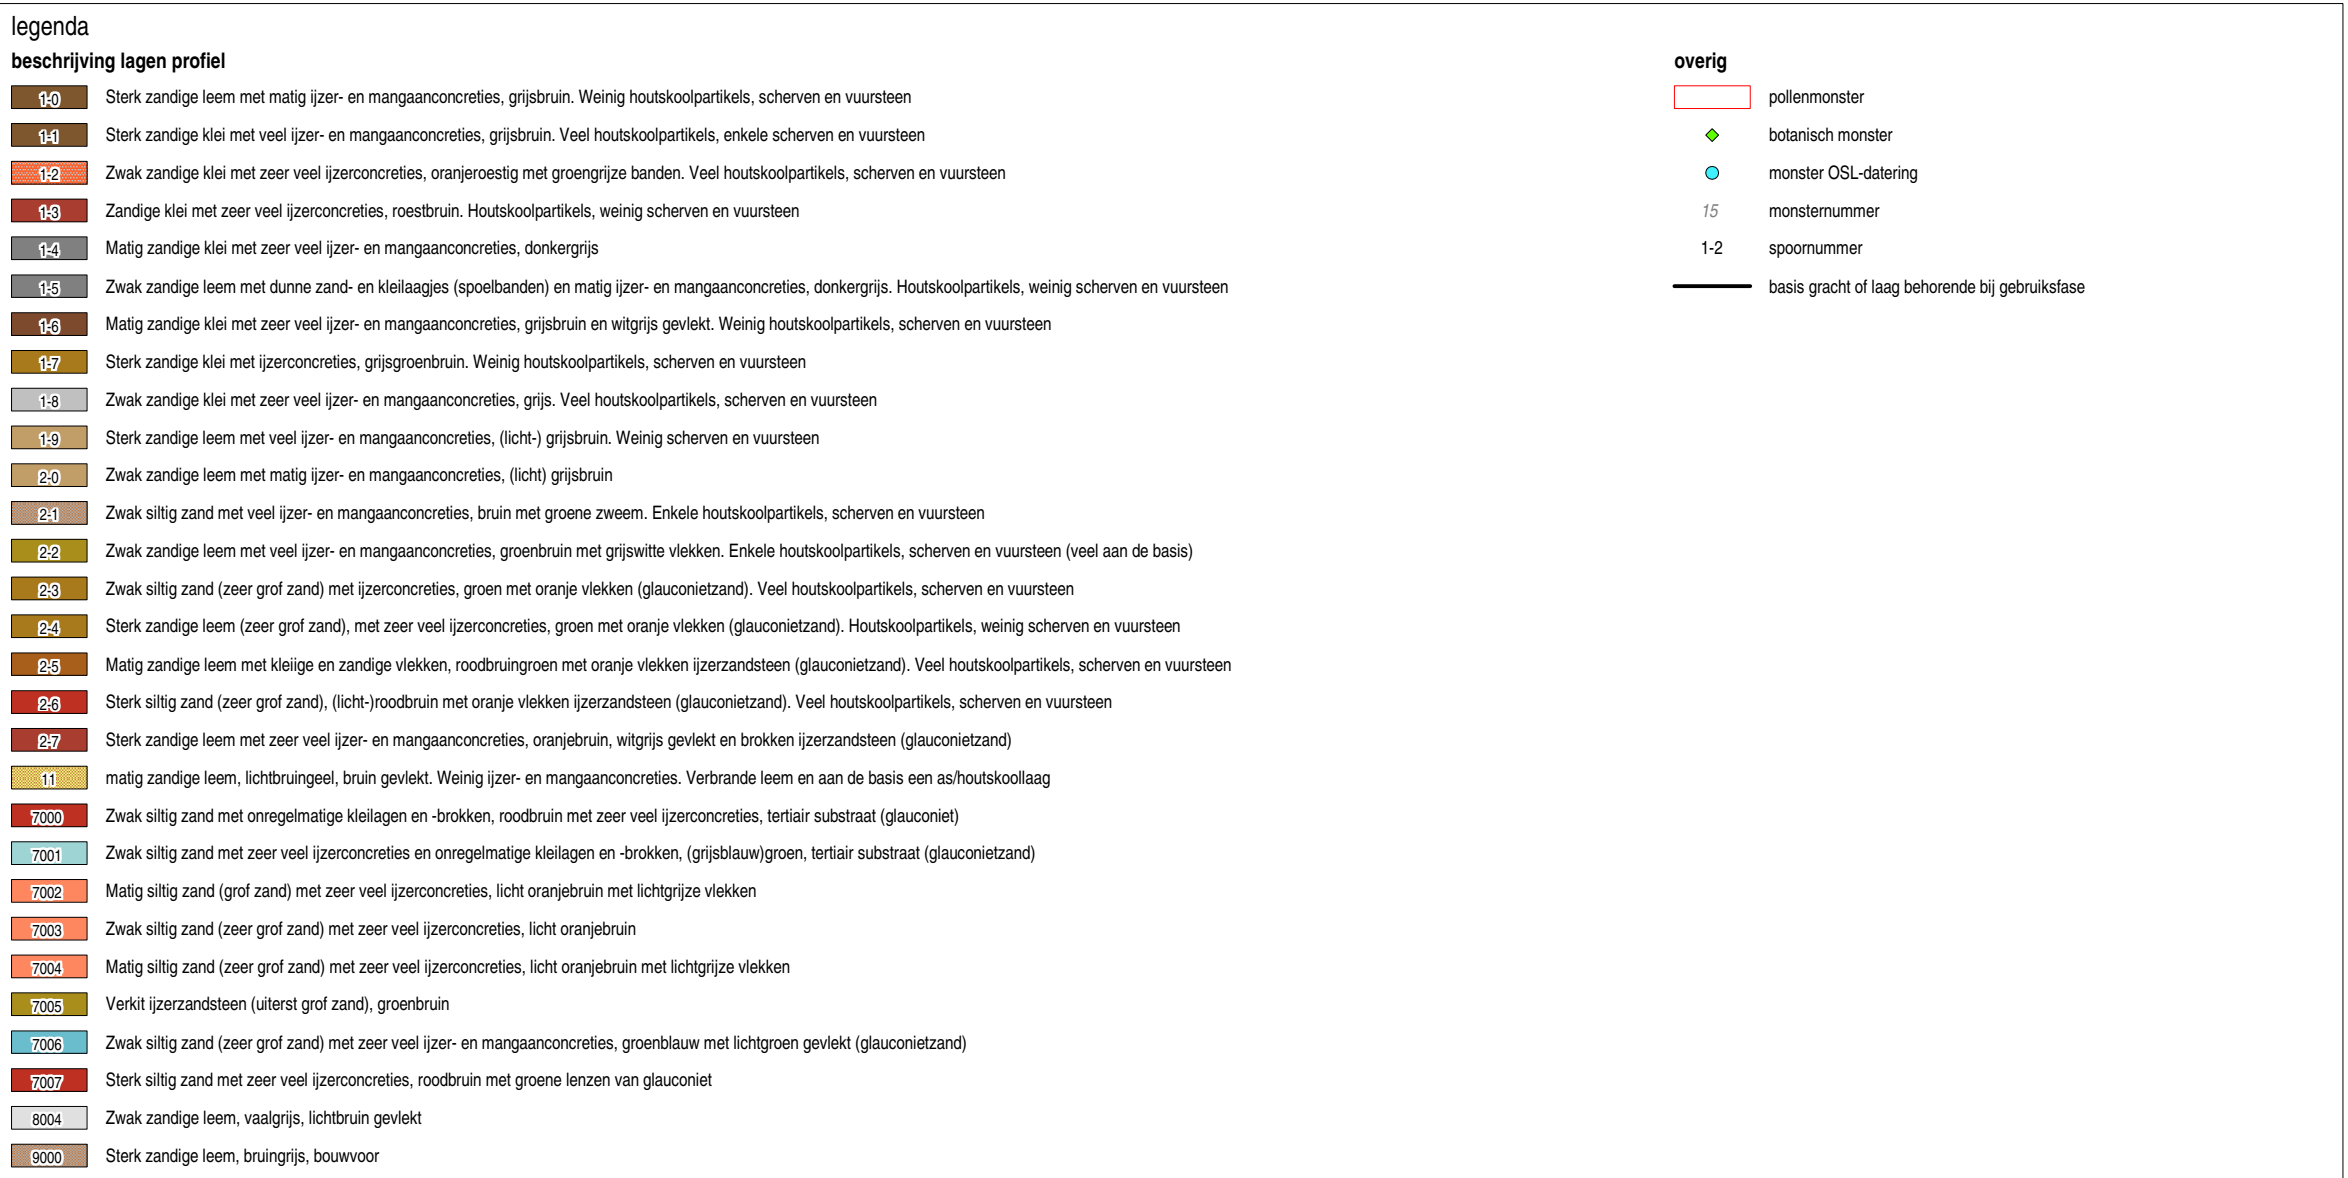 legenda
beschrijving lagen profiel
1-0 Sterk zandige leem met matig ijzer- en mangaanconcreties, grijsbruin. Weinig houtskoolpartikels, scherven en vuursteen
1-1 Sterk zandige klei met veel ijzer- en mangaanconcreties, grijsbruin. Veel houtskoolpartikels, enkele scherven en vuursteen
1-2 Zwak zandige klei met zeer veel ijzerconcreties, oranjeroestig met groengrijze banden. Veel houtskoolpartikels, scherven en vuursteen
1-3 Zandige klei met zeer veel ijzerconcreties, roestbruin. Houtskoolpartikels, weinig scherven en vuursteen
1-4 Matig zandige klei met zeer veel ijzer- en mangaanconcreties, donkergrijs
1-5 Zwak zandige leem met dunne zand- en kleilaagjes (spoelbanden) en matig ijzer- en mangaanconcreties, donkergrijs. Houtskoolpartikels, weinig scherven en vuursteen
1-6 Matig zandige klei met zeer veel ijzer- en mangaanconcreties, grijsbruin en witgrijs gevlekt. Weinig houtskoolpartikels, scherven en vuursteen
1-7 Sterk zandige klei met ijzerconcreties, grijsgroenbruin. Weinig houtskoolpartikels, scherven en vuursteen
1-8 Zwak zandige klei met zeer veel ijzer- en mangaanconcreties, grijs. Veel houtskoolpartikels, scherven en vuursteen
1-9 Sterk zandige leem met veel ijzer- en mangaanconcreties, (licht-) grijsbruin. Weinig scherven en vuursteen
2-0 Zwak zandige leem met matig ijzer- en mangaanconcreties, (licht) grijsbruin
2-1 Zwak siltig zand met veel ijzer- en mangaanconcreties, bruin met groene zweem. Enkele houtskoolpartikels, scherven en vuursteen
2-2 Zwak zandige leem met veel ijzer- en mangaanconcreties, groenbruin met grijswitte vlekken. Enkele houtskoolpartikels, scherven en vuursteen (veel aan de basis)
2-3 Zwak siltig zand (zeer grof zand) met ijzerconcreties, groen met oranje vlekken (glauconietzand). Veel houtskoolpartikels, scherven en vuursteen
2-4 Sterk zandige leem (zeer grof zand), met zeer veel ijzerconcreties, groen met oranje vlekken (glauconietzand). Houtskoolpartikels, weinig scherven en vuursteen
2-5 Matig zandige leem met kleiige en zandige vlekken, roodbruingroen met oranje vlekken ijzerzandsteen (glauconietzand). Veel houtskoolpartikels, scherven en vuursteen
2-6 Sterk siltig zand (zeer grof zand), (licht-)roodbruin met oranje vlekken ijzerzandsteen (glauconietzand). Veel houtskoolpartikels, scherven en vuursteen
2-7 Sterk zandige leem met zeer veel ijzer- en mangaanconcreties, oranjebruin, witgrijs gevlekt en brokken ijzerzandsteen (glauconietzand)
11 matig zandige leem, lichtbruingeel, bruin gevlekt. Weinig ijzer- en mangaanconcreties. Verbrande leem en aan de basis een as/houtskoollaag
7000 Zwak siltig zand met onregelmatige kleilagen en -brokken, roodbruin met zeer veel ijzerconcreties, tertiair substraat (glauconiet)
7001 Zwak siltig zand met zeer veel ijzerconcreties en onregelmatige kleilagen en -brokken, (grijsblauw)groen, tertiair substraat (glauconietzand)
7002 Matig siltig zand (grof zand) met zeer veel ijzerconcreties, licht oranjebruin met lichtgrijze vlekken
7003 Zwak siltig zand (zeer grof zand) met zeer veel ijzerconcreties, licht oranjebruin
7004 Matig siltig zand (zeer grof zand) met zeer veel ijzerconcreties, licht oranjebruin met lichtgrijze vlekken
7005 Verkit ijzerzandsteen (uiterst grof zand), groenbruin
7006 Zwak siltig zand (zeer grof zand) met zeer veel ijzer- en mangaanconcreties, groenblauw met lichtgroen gevlekt (glauconietzand)
7007 Sterk siltig zand met zeer veel ijzerconcreties, roodbruin met groene lenzen van glauconiet
8004 Zwak zandige leem, vaalgrijs, lichtbruin gevlekt
9000 Sterk zandige leem, bruingrijs, bouwvoor
overig
pollenmonster
botanisch monster
monster OSL-datering
15 monsternummer
1-2 spoornummer
basis gracht of laag behorende bij gebruiksfase